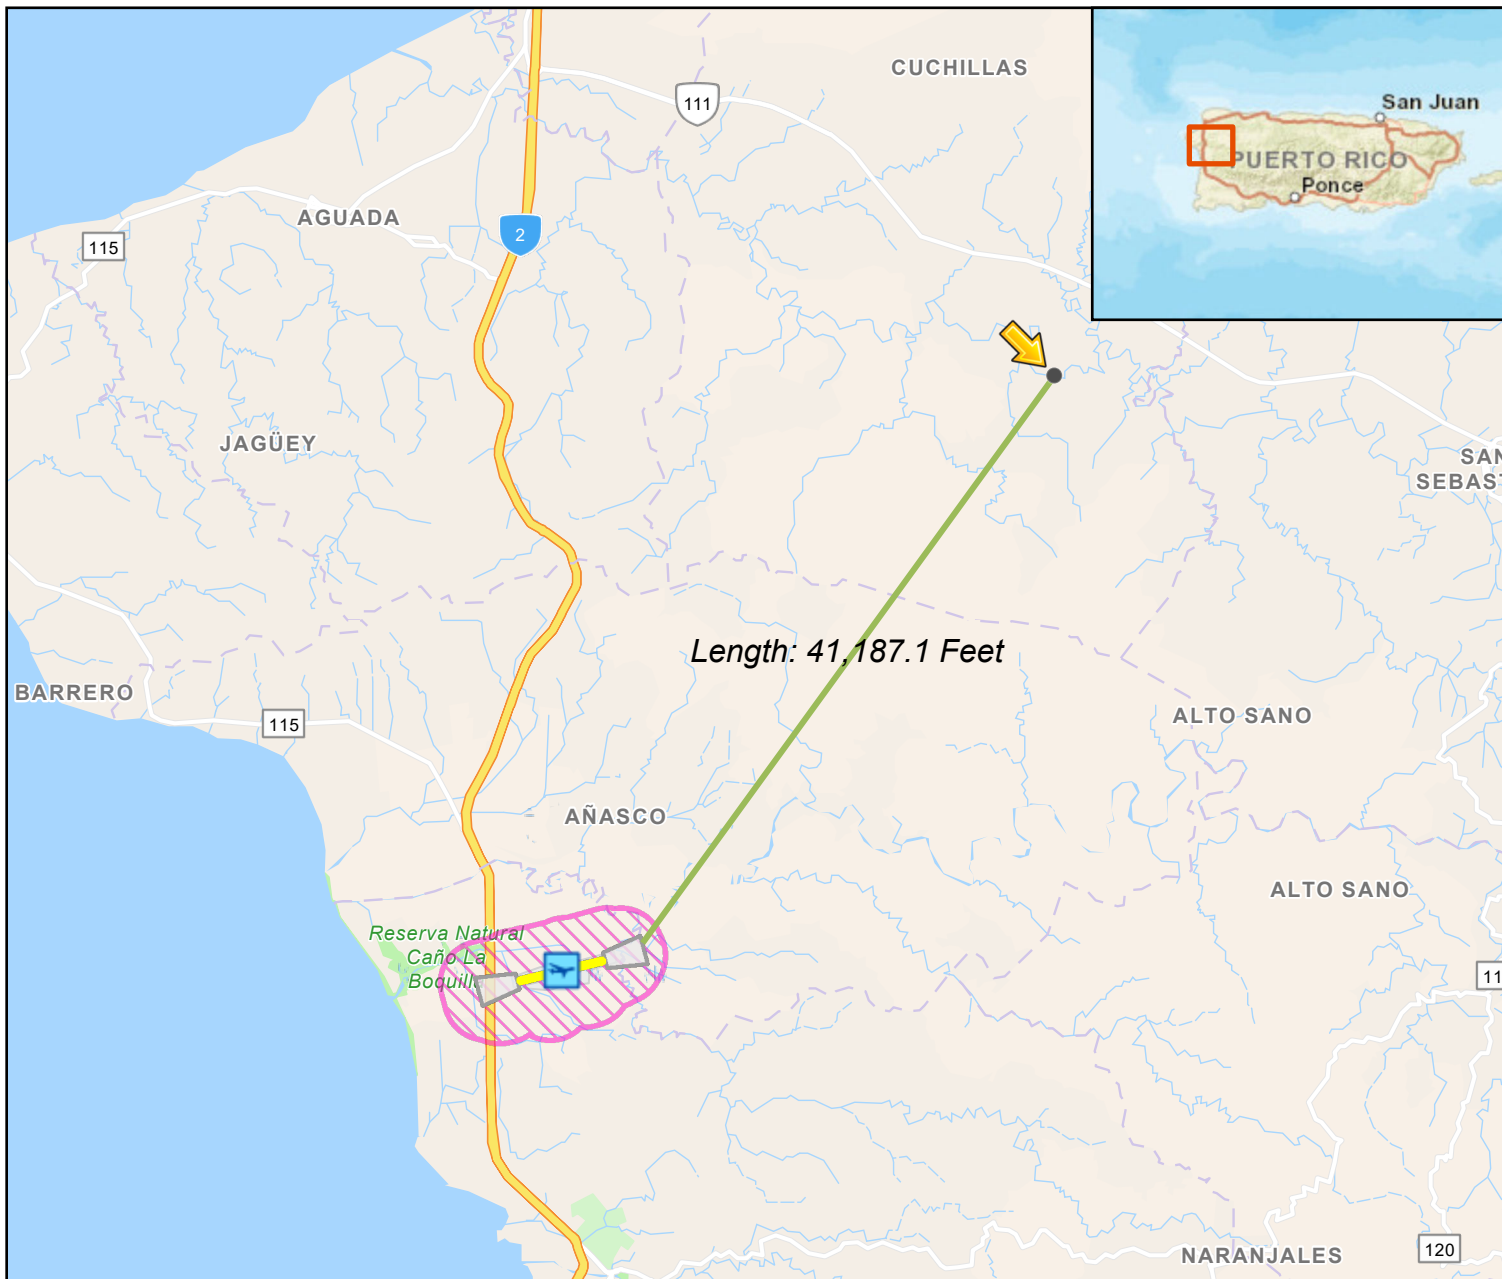 CUCHILLAS
111
San Juan
PUERTO RICO
Ponce
AGUADA
2
115
JAGÜEY
SAN
SEBAST
Length: 41,187.1 Feet
BARRERO
115
ALTO SANO
AÑASCO
ALTO SANO
Reserva Natural
Caño La
Boquilla
11
NARANJALES
120